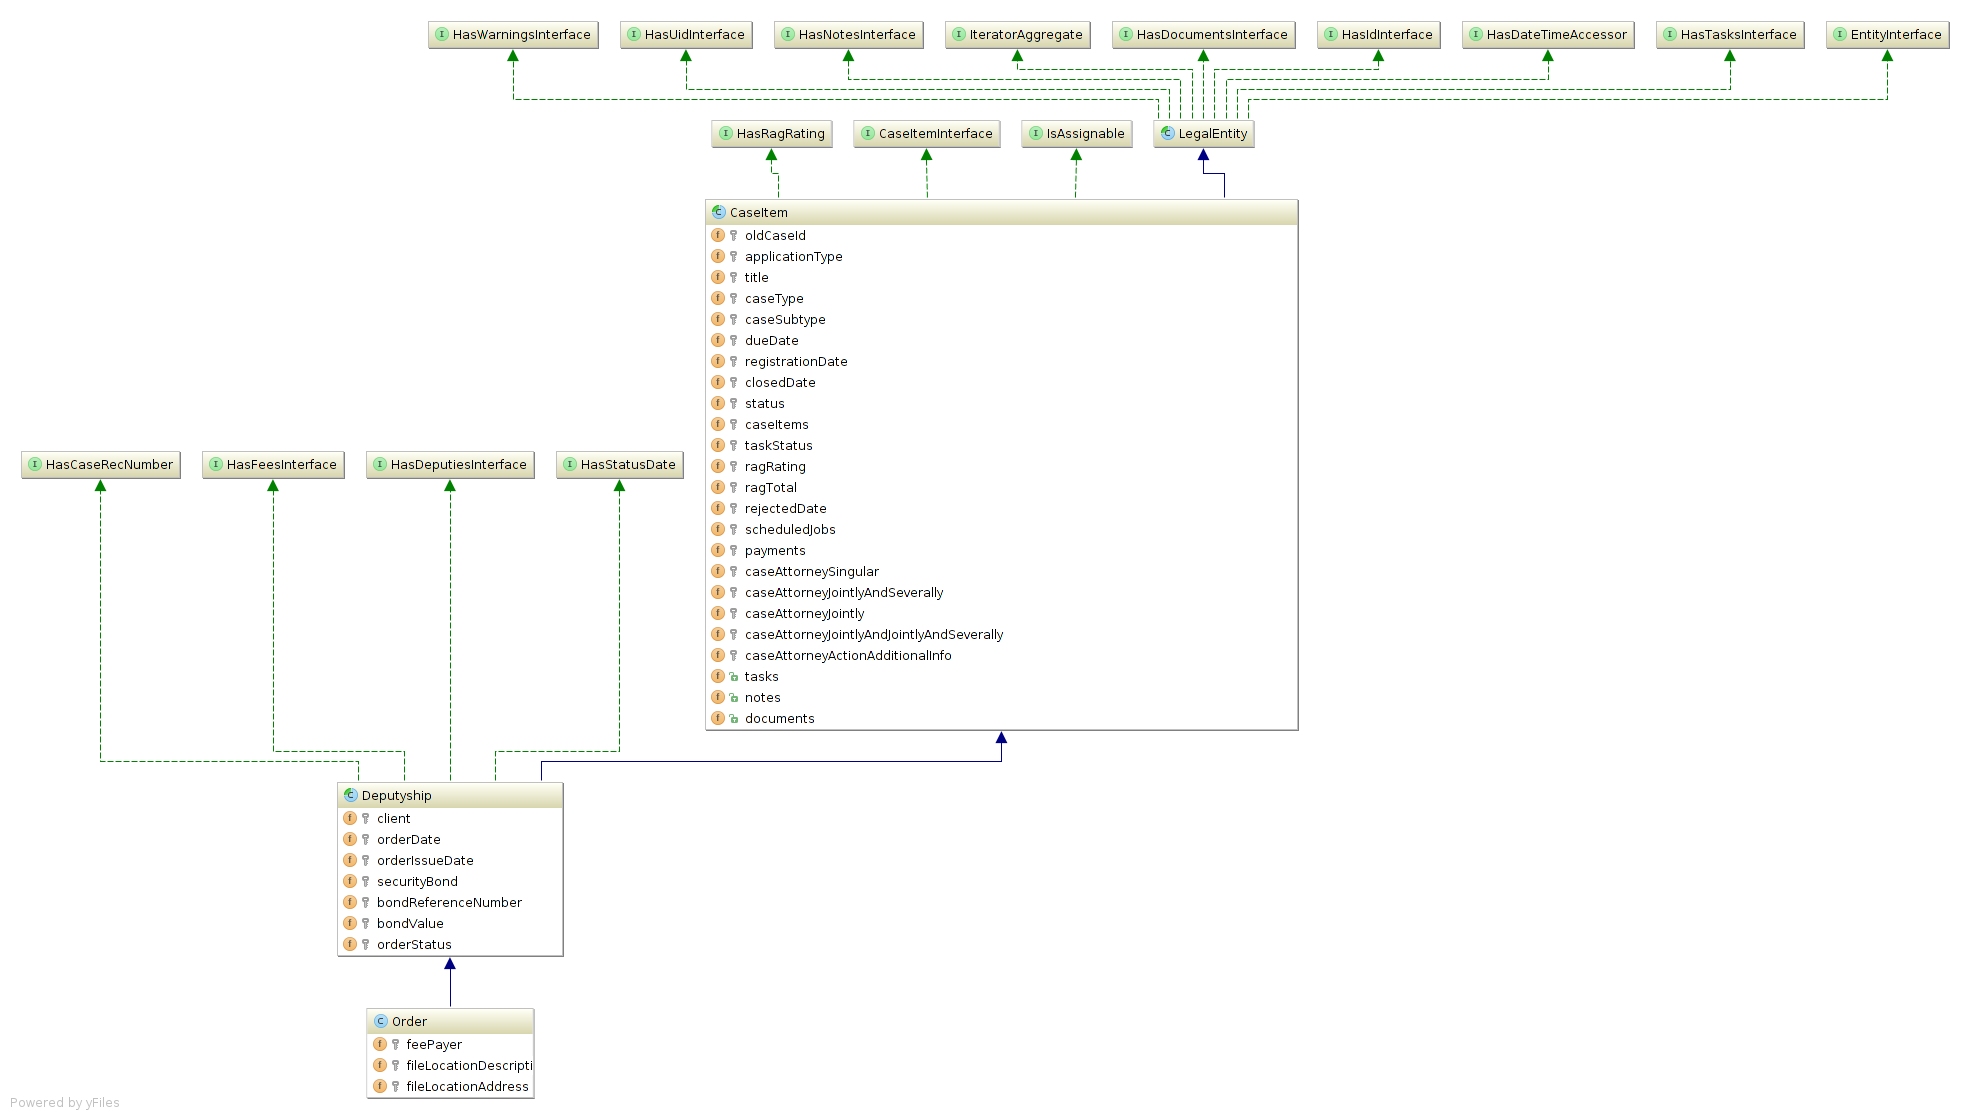 HasWarningsInterface
HasUidInterface
HasNotesInterface
IteratorAggregate
HasDocumentsInterface
HasIdInterface
HasDateTimeAccessor
HasTasksInterface
EntityInterface
HasRagRating
CaseItemInterface
IsAssignable
LegalEntity
CaseItem
oldCaseId
applicationType
title
caseType
caseSubtype
dueDate
registrationDate
closedDate
status
caseItems
taskStatus
ragRating
ragTotal
rejectedDate
scheduledJobs
payments
caseAttorneySingular
caseAttorneyJointlyAndSeverally
caseAttorneyJointly
caseAttorneyJointlyAndJointlyAndSeverally
caseAttorneyActionAdditionalInfo
tasks
notes
documents
HasCaseRecNumber
HasFeesInterface
HasDeputiesInterface
HasStatusDate
Deputyship
client
orderDate
orderIssueDate
securityBond
bondReferenceNumber
bondValue
orderStatus
Order
feePayer
fileLocationDescripti
fileLocationAddress
Powered by yFiles